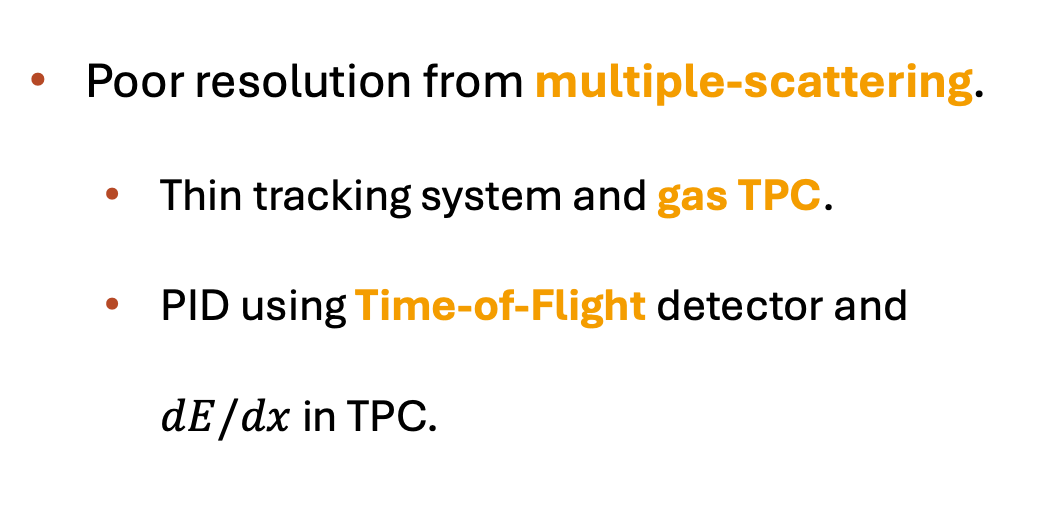 • Poor resolution from multiple-scattering.
• Thin tracking system and gas TPC.
• PID using Time-of-Flight detector and
dE/dx in TPC.